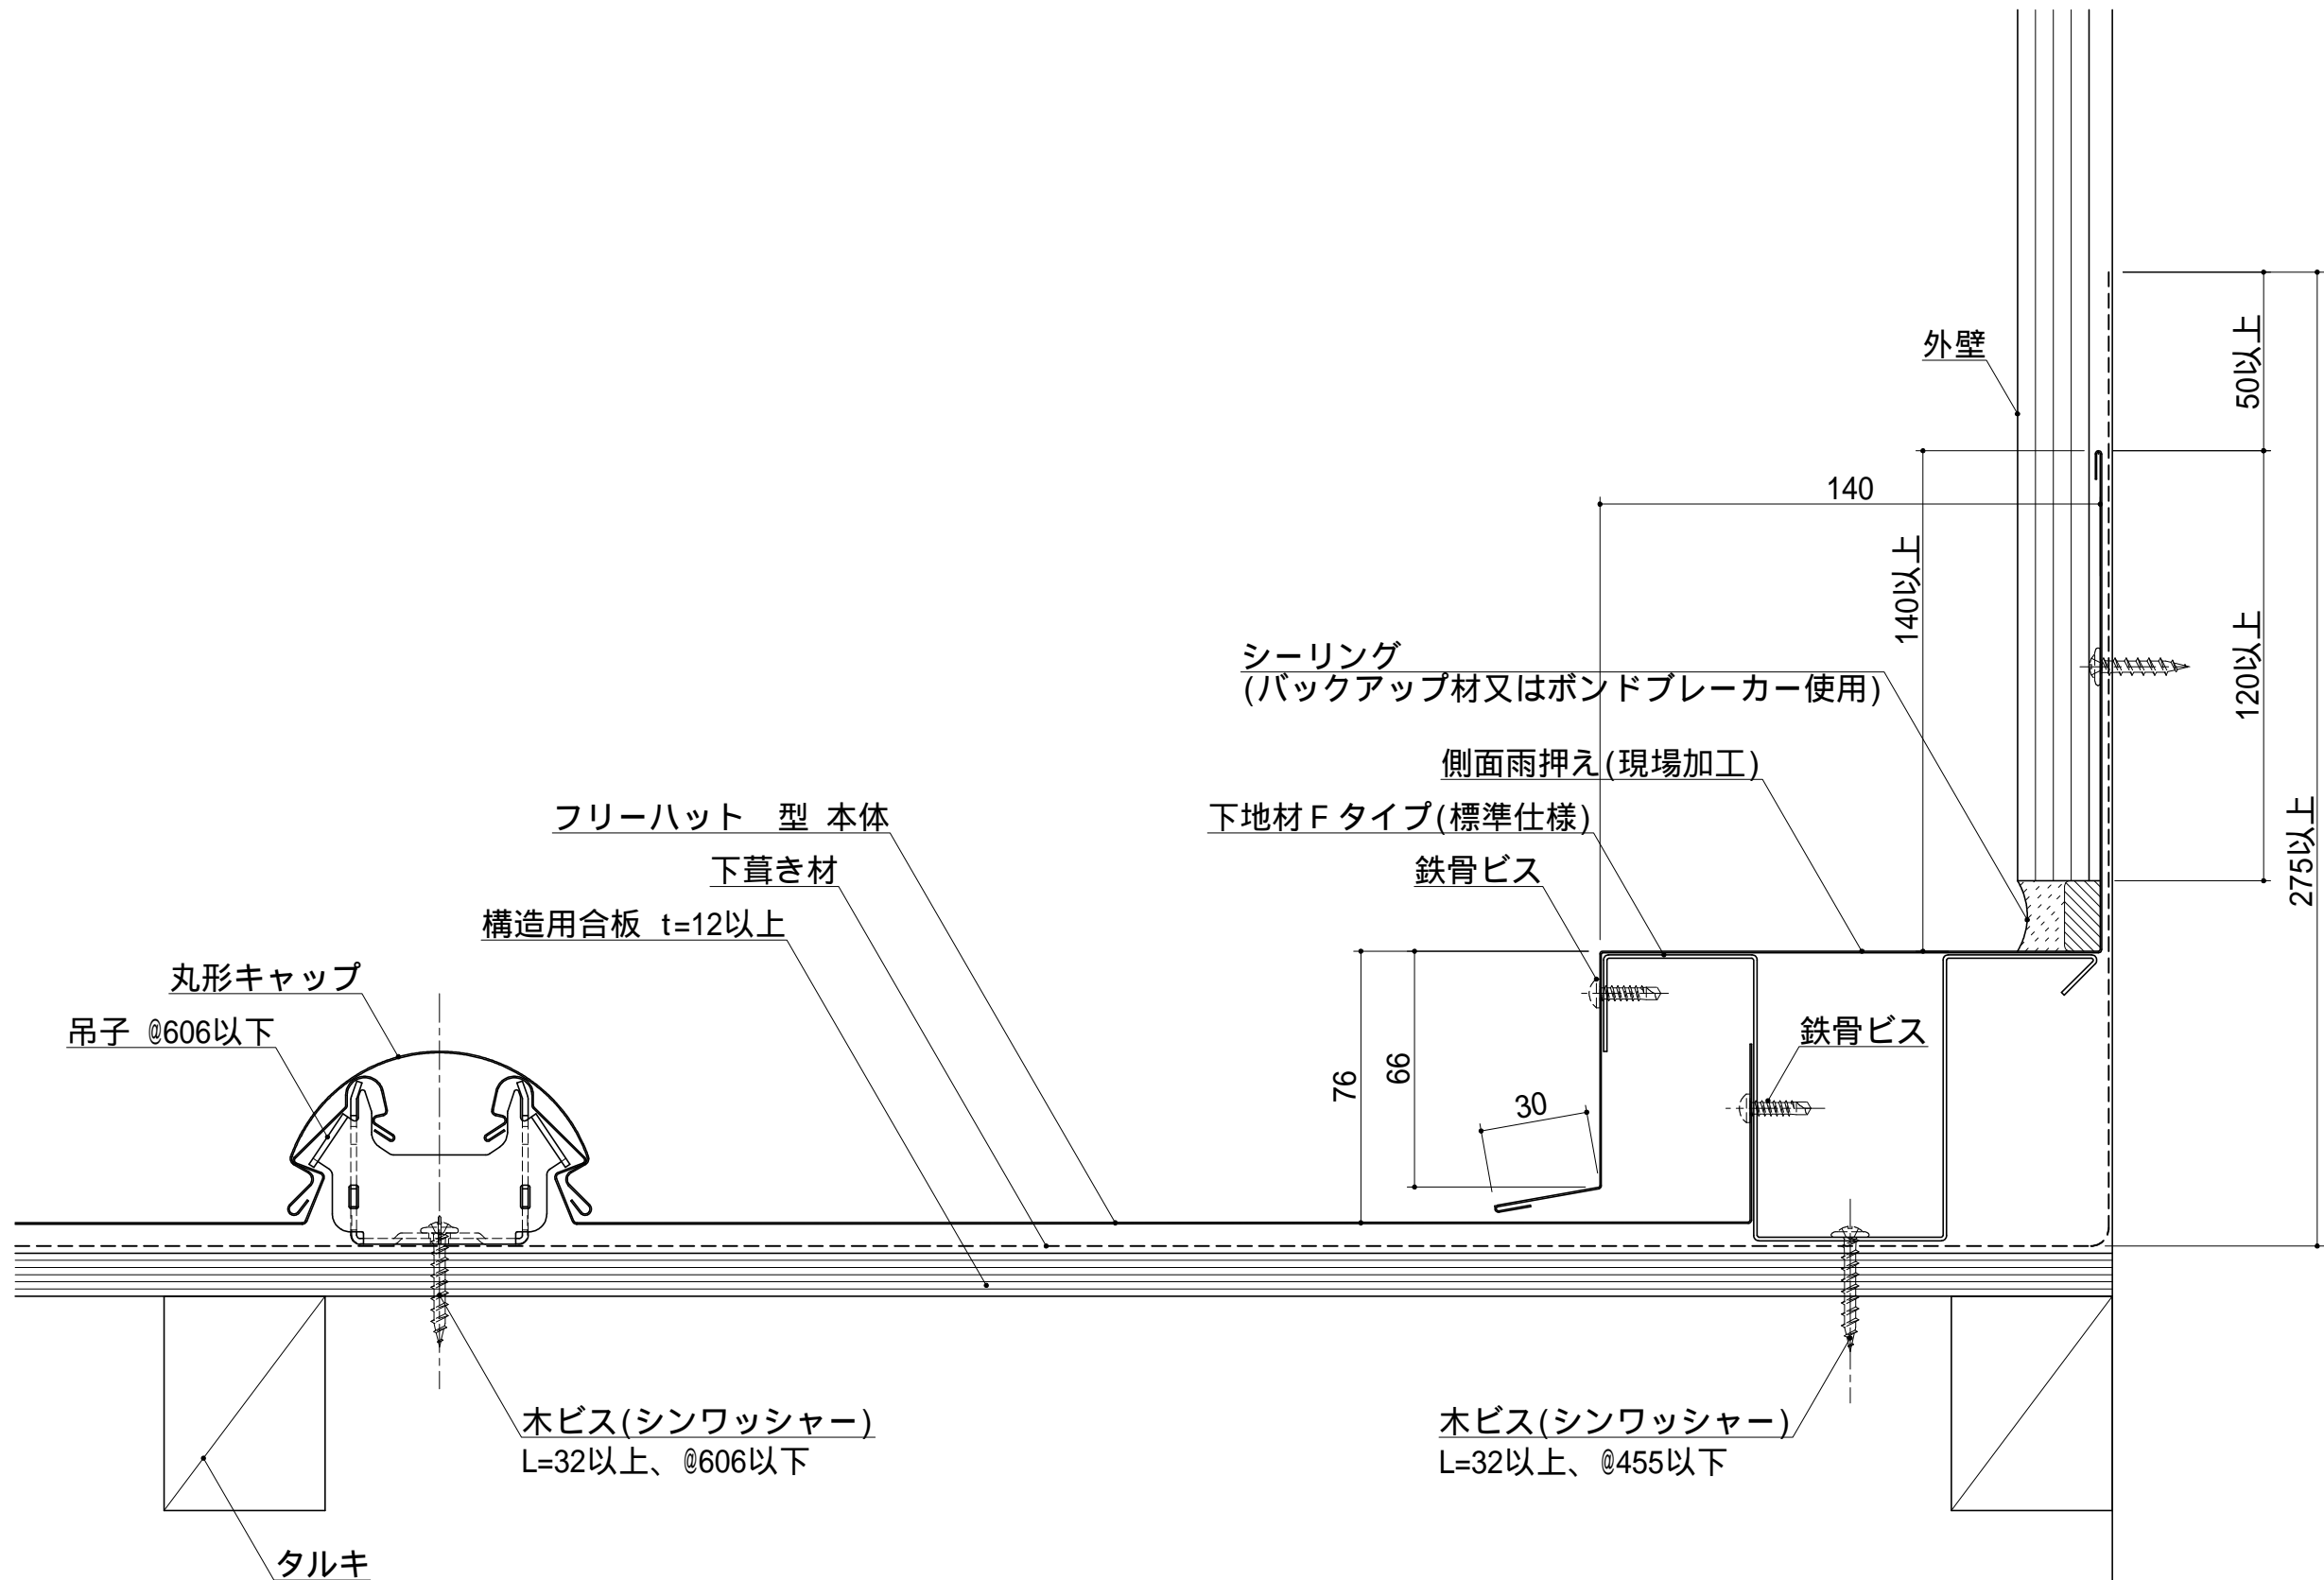 外壁
50以上
140
140以上
120以上
275以上
シーリング
(バックアップ材又はボンドブレーカー使用)
側面雨押え(現場加工)
下地材Fタイプ(標準仕様)
鉄骨ビス
フリーハット　型 本体
下葺き材
構造用合板 t=12以上
丸形キャップ
吊子 @606以下
鉄骨ビス
76
66
30
木ビス(シンワッシャー)
L=32以上、@606以下
木ビス(シンワッシャー)
L=32以上、@455以下
タルキ